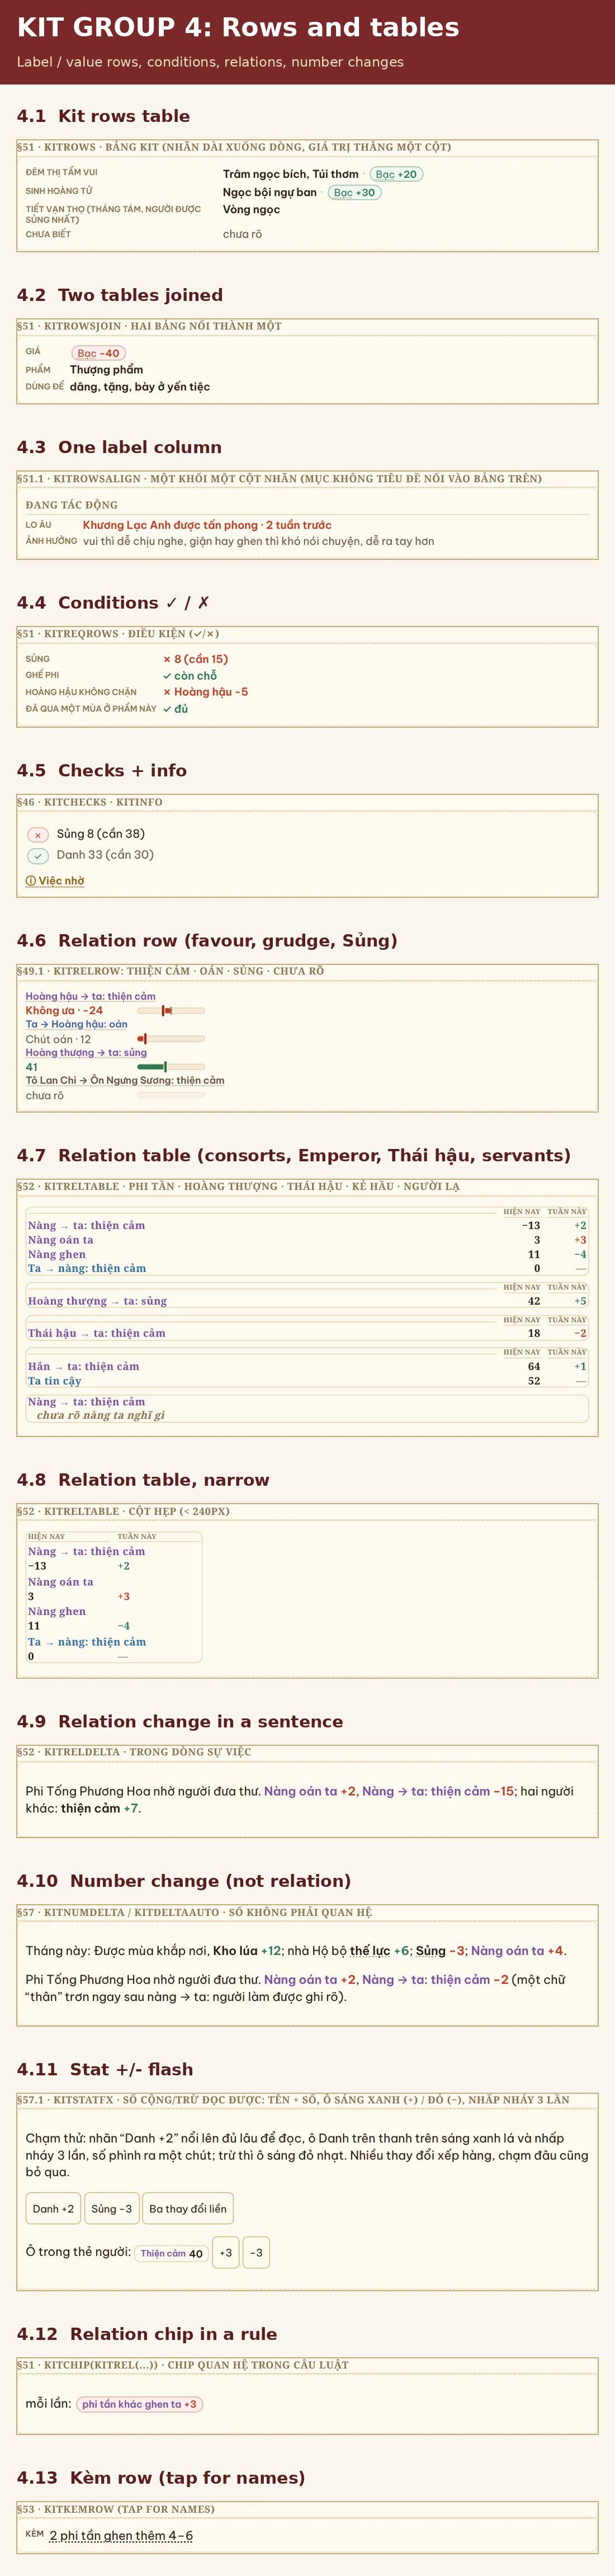 KIT GROUP 4: Rows and tables
Label / value rows, conditions, relations, number changes
4.1 Kit rows table
§51 · KITROWS · BẢNG KIT (NHÃN DÀI XUỐNG DÒNG, GIÁ TRỊ THẲNG MỘT CỘT)
ĐÊM THỊ TẨM VUI Trâm ngọc bích, Túi thơm · Bạc +20
SINH HOÀNG TỬ Ngọc bội ngự ban · Bạc +30
TIẾT VẠN THỌ (THÁNG TÁM, NGƯỜI ĐƯỢC SỦNG NHẤT) Vòng ngọc
CHƯA BIẾT chưa rõ
4.2 Two tables joined
§51 · KITROWSJOIN · HAI BẢNG NỐI THÀNH MỘT
GIÁ Bạc −40
PHẨM Thượng phẩm
DÙNG ĐỂ dâng, tặng, bày ở yến tiệc
4.3 One label column
§51.1 · KITROWSALIGN · MỘT KHỐI MỘT CỘT NHÃN (MỤC KHÔNG TIÊU ĐỀ NỐI VÀO BẢNG TRÊN)
ĐANG TÁC ĐỘNG
LO ÂU Khương Lạc Anh được tấn phong · 2 tuần trước
ẢNH HƯỞNG vui thì dễ chịu nghe, giận hay ghen thì khó nói chuyện, dễ ra tay hơn
4.4 Conditions ✓ / ✗
§51 · KITREQROWS · ĐIỀU KIỆN (✓/✕)
SỦNG ✕ 8 (cần 15)
GHẾ PHI ✓ còn chỗ
HOÀNG HẬU KHÔNG CHẶN ✕ Hoàng hậu -5
ĐÃ QUA MỘT MÙA Ở PHẨM NÀY ✓ đủ
4.5 Checks + info
§46 · KITCHECKS · KITINFO
✕ Sủng 8 (cần 38)
✓ Danh 33 (cần 30)
ⓘ Việc nhờ
4.6 Relation row (favour, grudge, Sủng)
§49.1 · KITRELROW: THIỆN CẢM · OÁN · SỦNG · CHƯA RÕ
Hoàng hậu → ta: thiện cảm
Không ưa · −24
Ta → Hoàng hậu: oán
Chút oán · 12
Hoàng thượng → ta: sủng
41
Tô Lan Chi → Ôn Ngưng Sương: thiện cảm
chưa rõ
4.7 Relation table (consorts, Emperor, Thái hậu, servants)
§52 · KITRELTABLE · PHI TẦN · HOÀNG THƯỢNG · THÁI HẬU · KẺ HẦU · NGƯỜI LẠ
HIỆN NAY TUẦN NÀY
Nàng → ta: thiện cảm −13 +2
Nàng oán ta 3 +3
Nàng ghen 11 −4
Ta → nàng: thiện cảm 0 —
HIỆN NAY TUẦN NÀY
Hoàng thượng → ta: sủng 42 +5
HIỆN NAY TUẦN NÀY
Thái hậu → ta: thiện cảm 18 −2
HIỆN NAY TUẦN NÀY
Hắn → ta: thiện cảm 64 +1
Ta tin cậy 52 —
Nàng → ta: thiện cảm
chưa rõ nàng ta nghĩ gì
4.8 Relation table, narrow
§52 · KITRELTABLE · CỘT HẸP (< 240PX)
HIỆN NAY TUẦN NÀY
Nàng → ta: thiện cảm
−13 +2
Nàng oán ta
3 +3
Nàng ghen
11 −4
Ta → nàng: thiện cảm
0 —
4.9 Relation change in a sentence
§52 · KITRELDELTA · TRONG DÒNG SỰ VIỆC
Phi Tống Phương Hoa nhờ người đưa thư. Nàng oán ta +2, Nàng → ta: thiện cảm −15; hai người
khác: thiện cảm +7.
4.10 Number change (not relation)
§57 · KITNUMDELTA / KITDELTAAUTO · SỐ KHÔNG PHẢI QUAN HỆ
Tháng này: Được mùa khắp nơi, Kho lúa +12; nhà Hộ bộ thế lực +6; Sủng −3; Nàng oán ta +4.
Phi Tống Phương Hoa nhờ người đưa thư. Nàng oán ta +2, Nàng → ta: thiện cảm −2 (một chữ
“thân” trơn ngay sau nàng → ta: người làm được ghi rõ).
4.11 Stat +/- flash
§57.1 · KITSTATFX · SỐ CỘNG/TRỪ ĐỌC ĐƯỢC: TÊN + SỐ, Ô SÁNG XANH (+) / ĐỎ (−), NHẤP NHÁY 3 LẦN
Chạm thử: nhãn “Danh +2” nổi lên đủ lâu để đọc, ô Danh trên thanh trên sáng xanh lá và nhấp
nháy 3 lần, số phình ra một chút; trừ thì ô sáng đỏ nhạt. Nhiều thay đổi xếp hàng, chạm đâu cũng
bỏ qua.
Danh +2 Sủng -3 Ba thay đổi liền
Ô trong thẻ người: Thiện cảm 40 +3 −3
4.12 Relation chip in a rule
§51 · KITCHIP(KITREL(...)) · CHIP QUAN HỆ TRONG CÂU LUẬT
mỗi lần: phi tần khác ghen ta +3
4.13 Kèm row (tap for names)
§53 · KITKEMROW (TAP FOR NAMES)
KÈM 2 phi tần ghen thêm 4–6